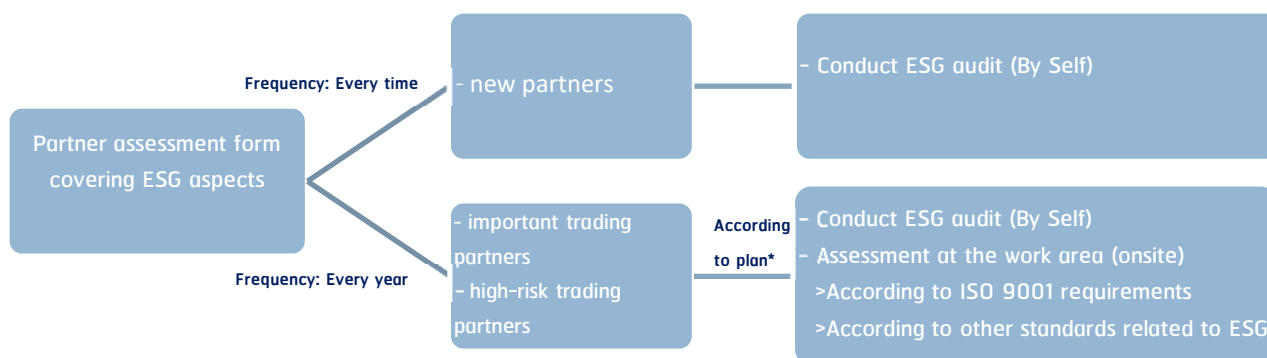 Partner assessment form
covering ESG aspects
Frequency: Every time
- new partners
- Conduct ESG audit (By Self)
Frequency: Every year
- important trading
partners
- high-risk trading
partners
According
to plan*
- Conduct ESG audit (By Self)
- Assessment at the work area (onsite)
>According to ISO 9001 requirements
>According to other standards related to ESG